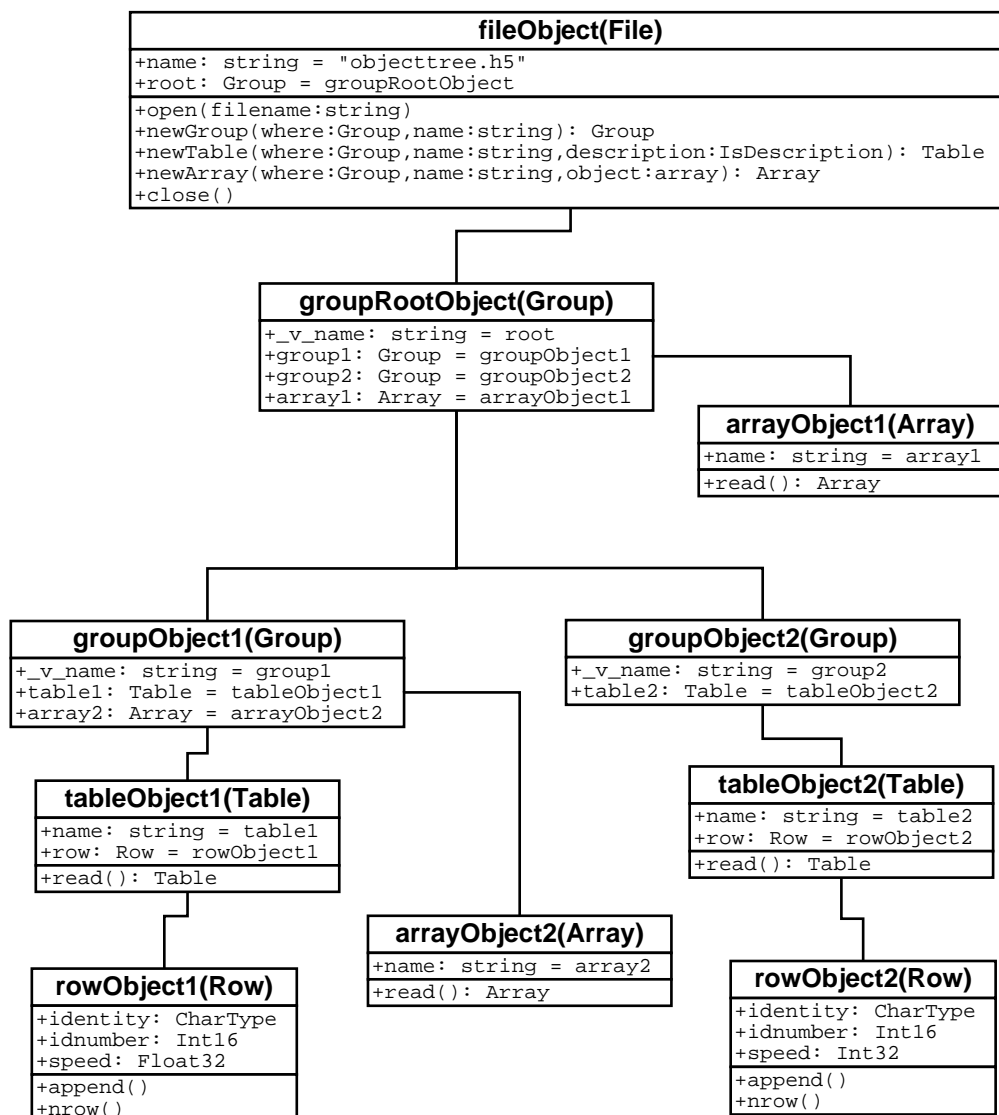 fileObject(File)
+name: string = "objecttree.h5"
+root: Group = groupRootObject
+open(filename:string)
+newGroup(where:Group,name:string): Group
+newTable(where:Group,name:string,description:IsDescription): Table
+newArray(where:Group,name:string,object:array): Array
+close()
groupRootObject(Group)
+_v_name: string = root
+group1: Group = groupObject1
+group2: Group = groupObject2
+array1: Array = arrayObject1
arrayObject1(Array)
+name: string = array1
+read(): Array
groupObject1(Group)
+_v_name: string = group1
+table1: Table = tableObject1
+array2: Array = arrayObject2
groupObject2(Group)
+_v_name: string = group2
+table2: Table = tableObject2
tableObject1(Table)
+name: string = table1
+row: Row = rowObject1
+read(): Table
tableObject2(Table)
+name: string = table2
+row: Row = rowObject2
+read(): Table
arrayObject2(Array)
+name: string = array2
+read(): Array
rowObject1(Row)
+identity: CharType
+idnumber: Int16
+speed: Float32
+append()
+nrow()
rowObject2(Row)
+identity: CharType
+idnumber: Int16
+speed: Int32
+append()
+nrow()